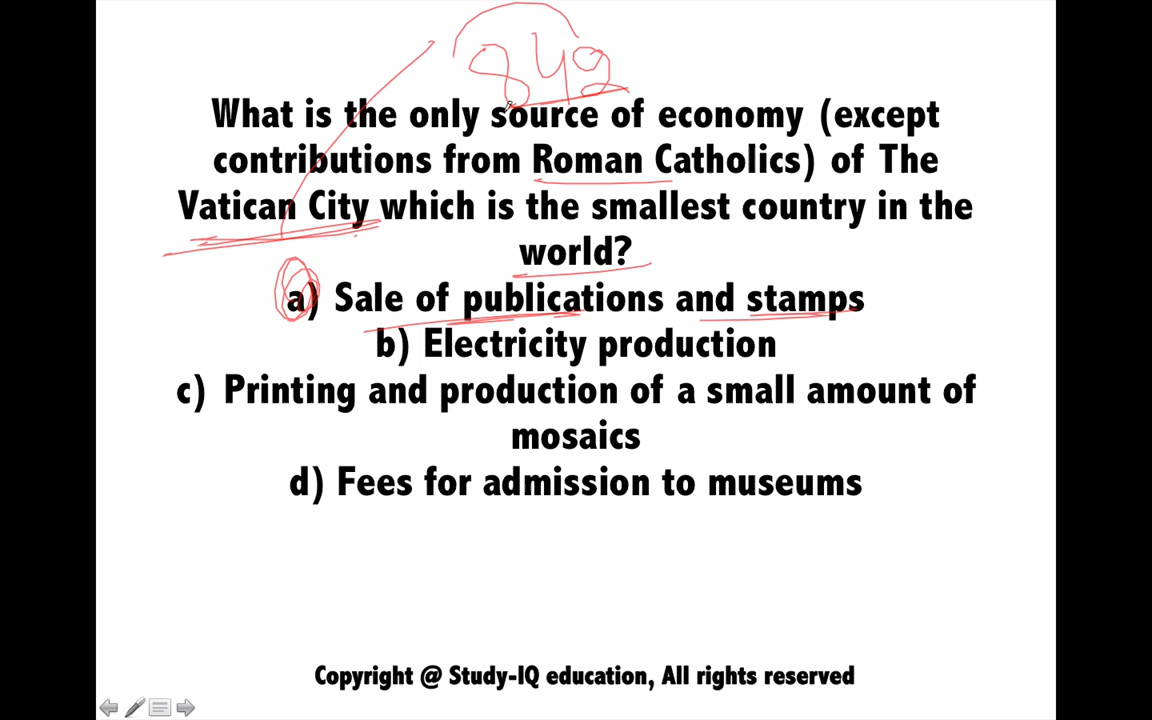 842
What is the only source of economy (except
contributions from Roman Catholics) of The
Vatican City which is the smallest country in the
world?
a) Sale of publications and stamps
b) Electricity production
c) Printing and production of a small amount of
mosaics
d) Fees for admission to museums
Copyright @ Study-IQ education, All rights reserved